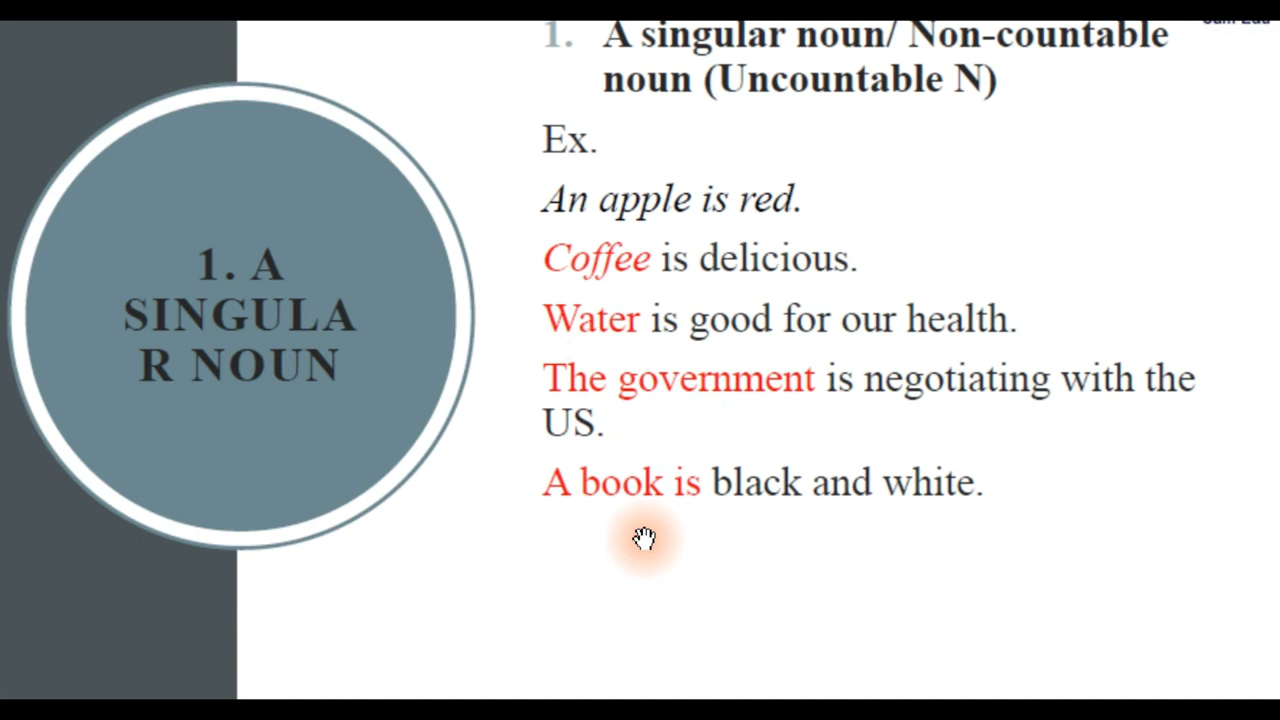 1. A
SINGULA
R NOUN
1. A singular noun/ Non-countable
noun (Uncountable N)
Ex.
An apple is red.
Coffee is delicious.
Water is good for our health.
The government is negotiating with the
US.
A book is black and white.